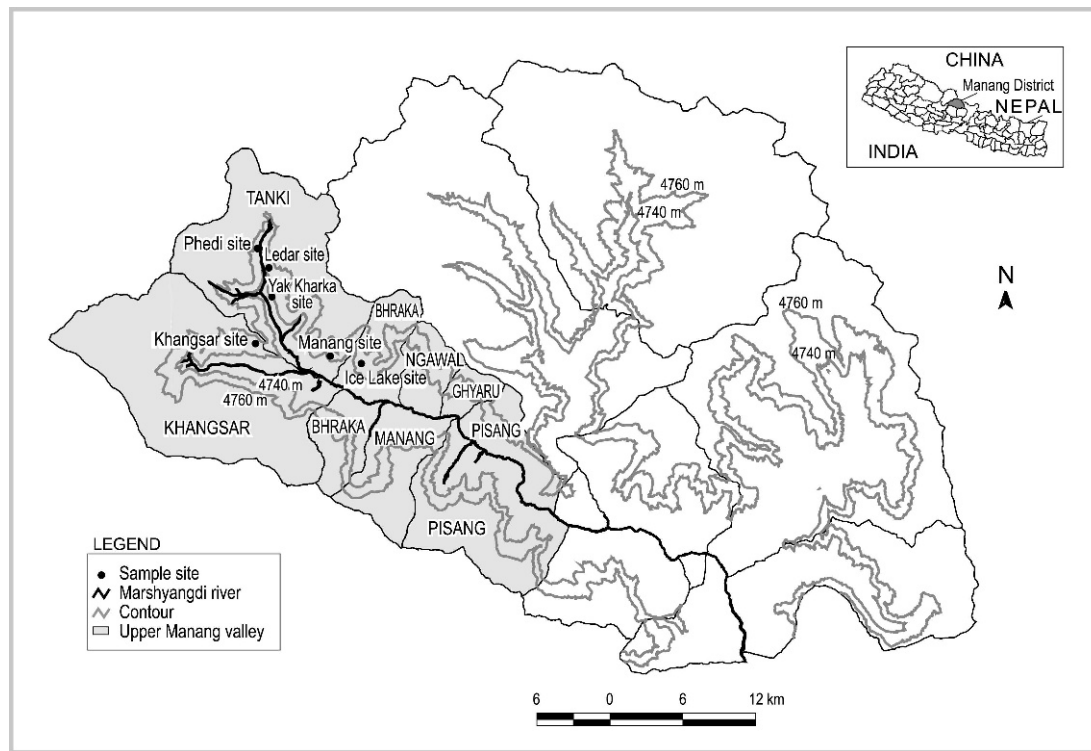 CHINA
Manang District
NEPAL
INDIA
TANKI
Phedi site
Ledar site
Yak Kharka
site
BHRAKA
Khangsar site
Manang site
NGAWAL
Ice Lake site
4740 m
4760 m
GHYARU
KHANGSAR
BHRAKA
MANANG
PISANG
PISANG
4760 m
4740 m
4760 m
4740 m
N
LEGEND
Sample site
Marshyangdi river
Contour
Upper Manang valley
6 0 6 12 km